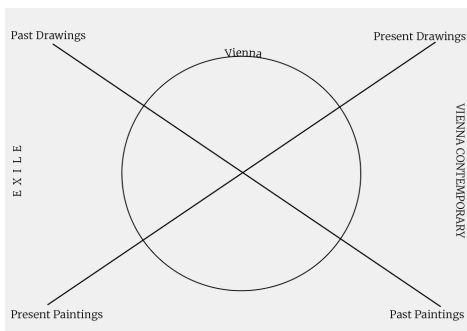 Past Drawings
Present Drawings
Vienna
E X I L E
VIENNA CONTEMPORARY
Present Paintings
Past Paintings